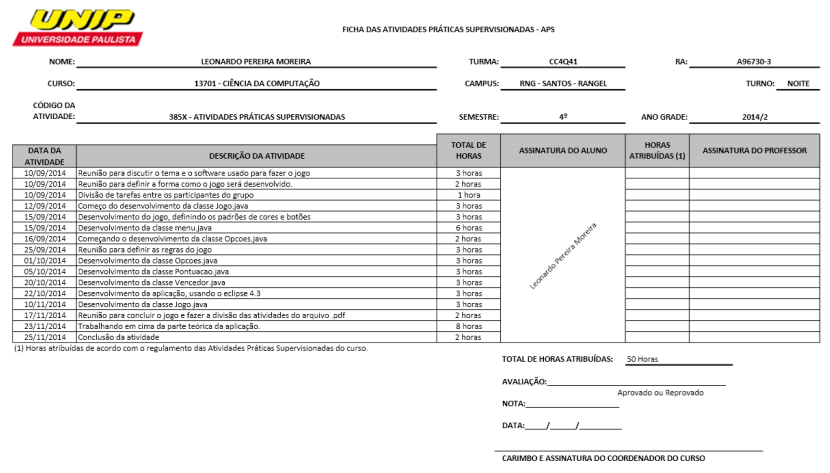 UNIP
UNIVERSIDADE PAULISTA
FICHA DAS ATIVIDADES PRÁTICAS SUPERVISIONADAS - APS
NOME: LEONARDO PEREIRA MOREIRA TURMA: CC4Q41 RA: A96730-3
CURSO: 13701 - CIÊNCIA DA COMPUTAÇÃO CAMPUS: RNG - SANTOS - RANGEL TURNO: NOITE
CÓDIGO DA
ATIVIDADE: 385X - ATIVIDADES PRÁTICAS SUPERVISIONADAS SEMESTRE: 4º ANO GRADE: 2014/2
DATA DA ATIVIDADE DESCRIÇÃO DA ATIVIDADE TOTAL DE HORAS ASSINATURA DO ALUNO HORAS ATRIBUÍDAS (1) ASSINATURA DO PROFESSOR
10/09/2014 Reunião para discutir o tema e o software usado para fazer o jogo 3 horas
10/09/2014 Reunião para definir a forma como o jogo será desenvolvido. 2 horas
10/09/2014 Divisão de tarefas entre os participantes do grupo 1 hora
12/09/2014 Começo do desenvolvimento da classe Jogo.java 3 horas
15/09/2014 Desenvolvimento do jogo, definindo os padrões de cores e botões 3 horas
15/09/2014 Desenvolvimento da classe menu.java 6 horas
16/09/2014 Começando o desenvolvimento da classe Opcoes.java 2 horas
25/09/2014 Reunião para definir as regras do jogo 3 horas
01/10/2014 Desenvolvimento da classe Opcoes.java 3 horas
05/10/2014 Desenvolvimento da classe Pontuacao.java 3 horas
20/10/2014 Desenvolvimento da classe Vencedor.java 3 horas
22/10/2014 Desenvolvimento da aplicação, usando o eclipse 4.3 3 horas
10/11/2014 Desenvolvimento da classe Jogo.java 3 horas
17/11/2014 Reunião para concluir o jogo e fazer a divisão das atividades do arquivo .pdf 2 horas
23/11/2014 Trabalhando em cima da parte teórica da aplicação. 8 horas
25/11/2014 Conclusão da atividade 2 horas
Leonardo Pereira Moreira
(1) Horas atribuídas de acordo com o regulamento das Atividades Práticas Supervisionadas do curso.
TOTAL DE HORAS ATRIBUÍDAS: 50 Horas
AVALIAÇÃO:
Aprovado ou Reprovado
NOTA:
DATA: / /
CARIMBO E ASSINATURA DO COORDENADOR DO CURSO